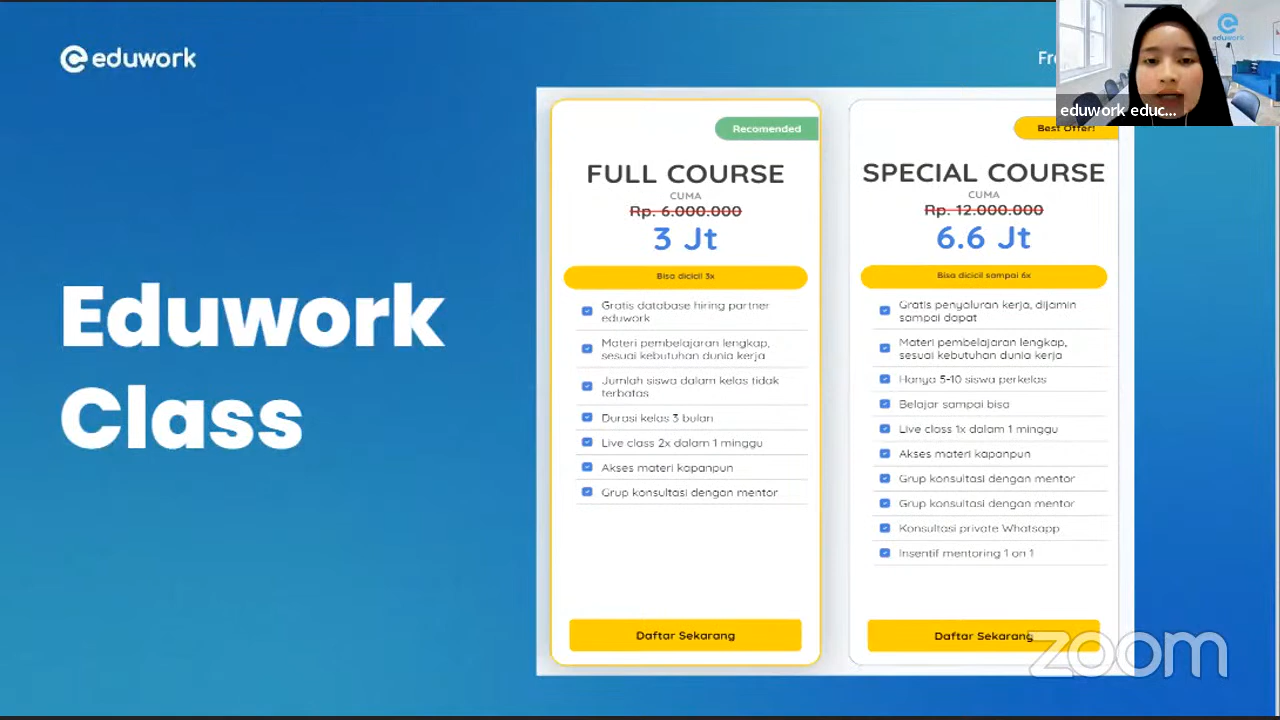 eduwork
eduwork
eduwork educ...
Eduwork
Class
Recomended
FULL COURSE
CUMA
Rp. 6.000.000
3 Jt
Bisa dicicil 3x
Gratis database hiring partner
eduwork
Materi pembelajaran lengkap,
sesuai kebutuhan dunia kerja
Jumlah siswa dalam kelas tidak
terbatas
Durasi kelas 3 bulan
Live class 2x dalam 1 minggu
Akses materi kapanpun
Grup konsultasi dengan mentor
Daftar Sekarang
Best Offer!
SPECIAL COURSE
CUMA
Rp. 12.000.000
6.6 Jt
Bisa dicicil sampai 6x
Gratis penyaluran kerja, dijamin
sampai dapat
Materi pembelajaran lengkap,
sesuai kebutuhan dunia kerja
Hanya 5-10 siswa perkelas
Belajar sampai bisa
Live class 1x dalam 1 minggu
Akses materi kapanpun
Grup konsultasi dengan mentor
Grup konsultasi dengan mentor
Konsultasi private Whatsapp
Insentif mentoring 1 on 1
Daftar Sekarang
zoom